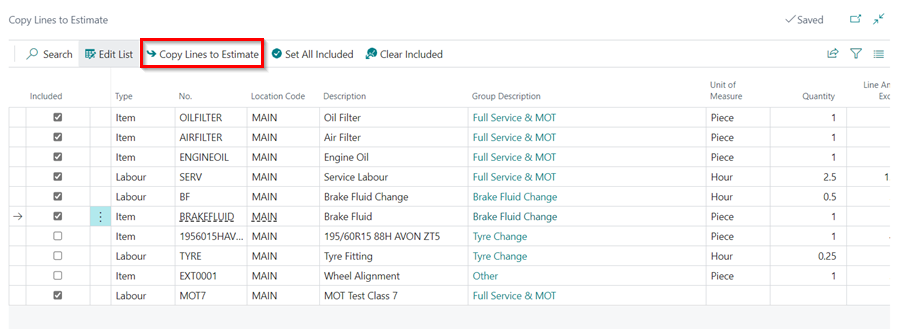 Copy Lines to Estimate
Saved
Search Edit List Copy Lines to Estimate Set All Included Clear Included
Included Type No. Location Code Description Group Description Unit of Measure Quantity Line An Exc
Item OILFILTER MAIN Oil Filter Full Service & MOT Piece 1
Item AIRFILTER MAIN Air Filter Full Service & MOT Piece 1
Item ENGINEOIL MAIN Engine Oil Full Service & MOT Piece 1
Labour SERV MAIN Service Labour Full Service & MOT Hour 2.5 1
Labour BF MAIN Brake Fluid Change Brake Fluid Change Hour 0.5
Item BRAKEFLUID MAIN Brake Fluid Brake Fluid Change Piece 1
Item 1956015HAV... MAIN 195/60R15 88H AVON ZT5 Tyre Change Piece 1
Labour TYRE MAIN Tyre Fitting Tyre Change Hour 0.25
Item EXT0001 MAIN Wheel Alignment Other Piece 1
Labour MOT7 MAIN MOT Test Class 7 Full Service & MOT